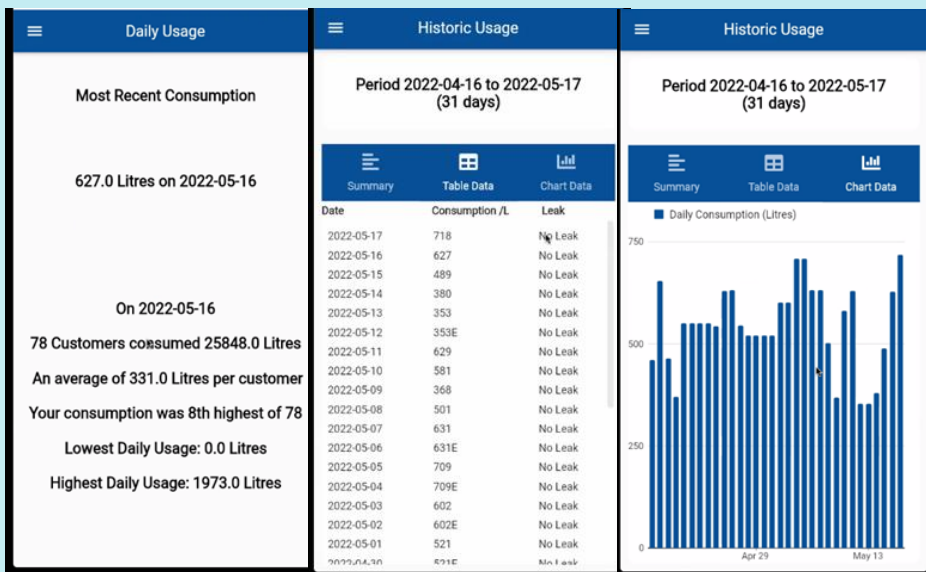 Daily Usage
Most Recent Consumption
627.0 Litres on 2022-05-16
On 2022-05-16
78 Customers consumed 25848.0 Litres
An average of 331.0 Litres per customer
Your consumption was 8th highest of 78
Lowest Daily Usage: 0.0 Litres
Highest Daily Usage: 1973.0 Litres
Historic Usage
Period 2022-04-16 to 2022-05-17
(31 days)
Summary Table Data Chart Data
Date Consumption /L Leak
2022-05-17 718 No Leak
2022-05-16 627 No Leak
2022-05-15 489 No Leak
2022-05-14 380 No Leak
2022-05-13 353 No Leak
2022-05-12 353E No Leak
2022-05-11 629 No Leak
2022-05-10 581 No Leak
2022-05-09 368 No Leak
2022-05-08 501 No Leak
2022-05-07 631 No Leak
2022-05-06 631E No Leak
2022-05-05 709 No Leak
2022-05-04 709E No Leak
2022-05-03 602 No Leak
2022-05-02 602E No Leak
2022-05-01 521 No Leak
2022-04-30 521E No Leak
Historic Usage
Period 2022-04-16 to 2022-05-17
(31 days)
Summary Table Data Chart Data
Daily Consumption (Litres)
750
500
250
0
Apr 29 May 13